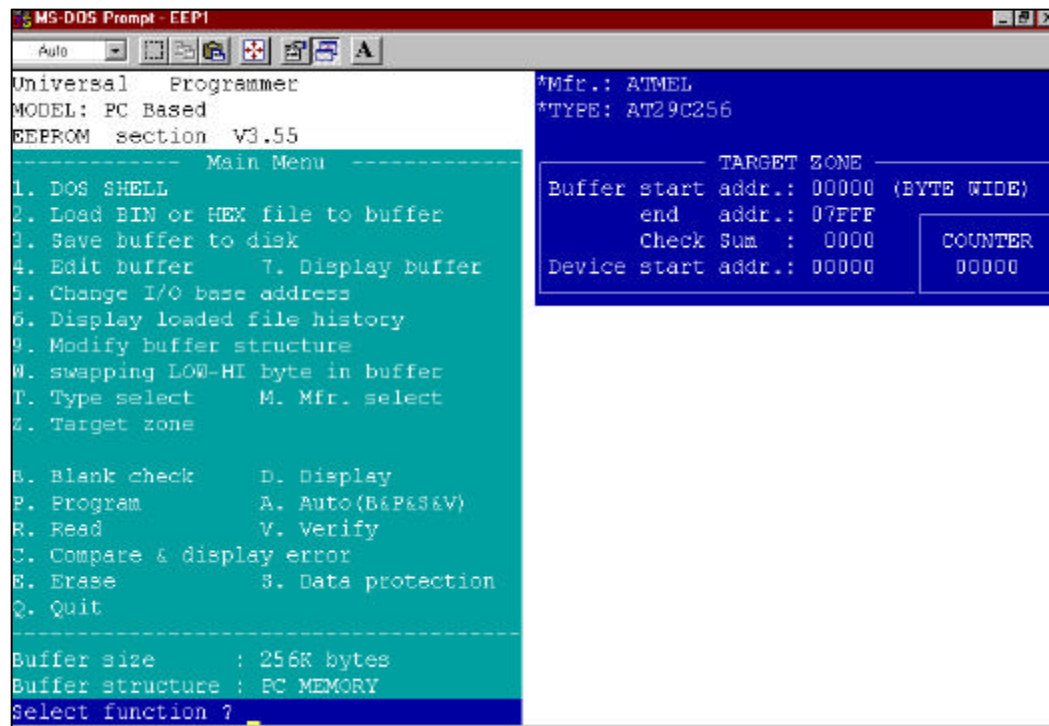 MS-DOS Prompt - EEP1
Auto
A
Universal Programmer
MODEL: PC Based
EEPROM section V3.55
------------- Main Menu -------------
1. DOS SHELL
2. Load BIN or HEX file to buffer
3. Save buffer to disk
4. Edit buffer 7. Display buffer
5. Change I/O base address
6. Display loaded file history
9. Modify buffer structure
W. swapping LOW-HI byte in buffer
T. Type select M. Mfr. select
Z. Target zone
B. Blank check D. Display
P. Program A. Auto(B&P&S&V)
R. Read V. Verify
C. Compare & display error
E. Erase S. Data protection
Q. Quit
Buffer size : 256K bytes
Buffer structure : PC MEMORY
Select function ?
*Mfr.: ATMEL
*TYPE: AT29C256
TARGET ZONE
Buffer start addr.: 00000 (BYTE WIDE)
end addr.: 07FFF
Check Sum : 0000
COUNTER
Device start addr.: 00000
00000